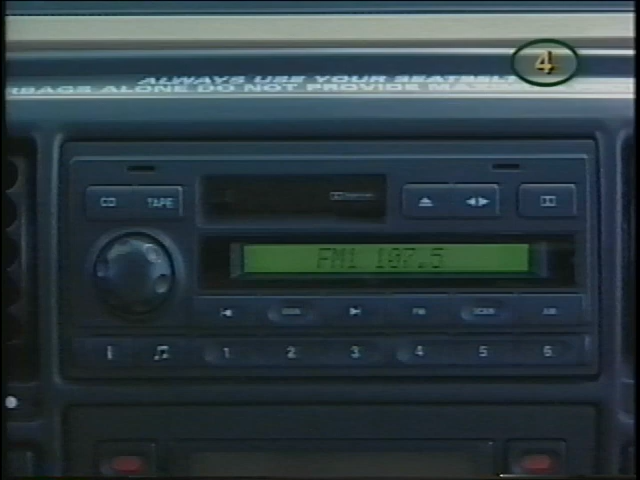 4
ALWAYS USE YOUR SEATBELT
BAGS ALONE DO NOT PROVIDE
CD TAPE
FM1 107.5
FM SCAN AM
1 2 3 4 5 6